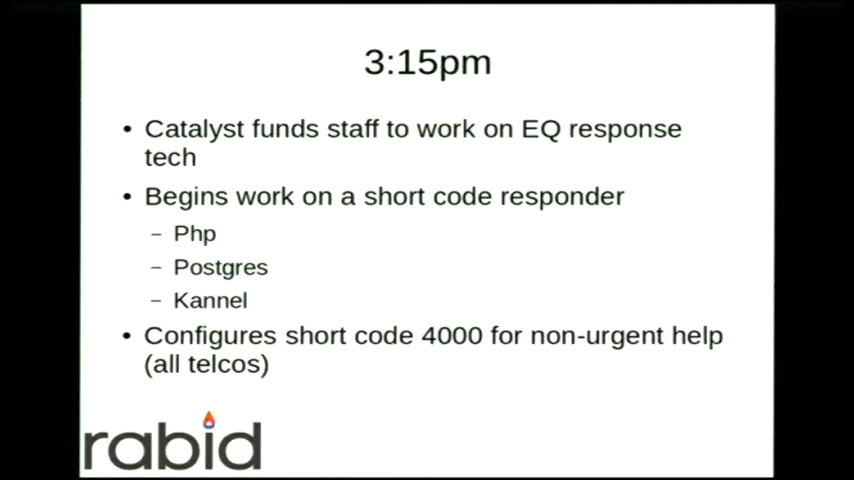 3:15pm
• Catalyst funds staff to work on EQ response
tech
• Begins work on a short code responder
– Php
– Postgres
– Kannel
• Configures short code 4000 for non-urgent help
(all telcos)
rabid